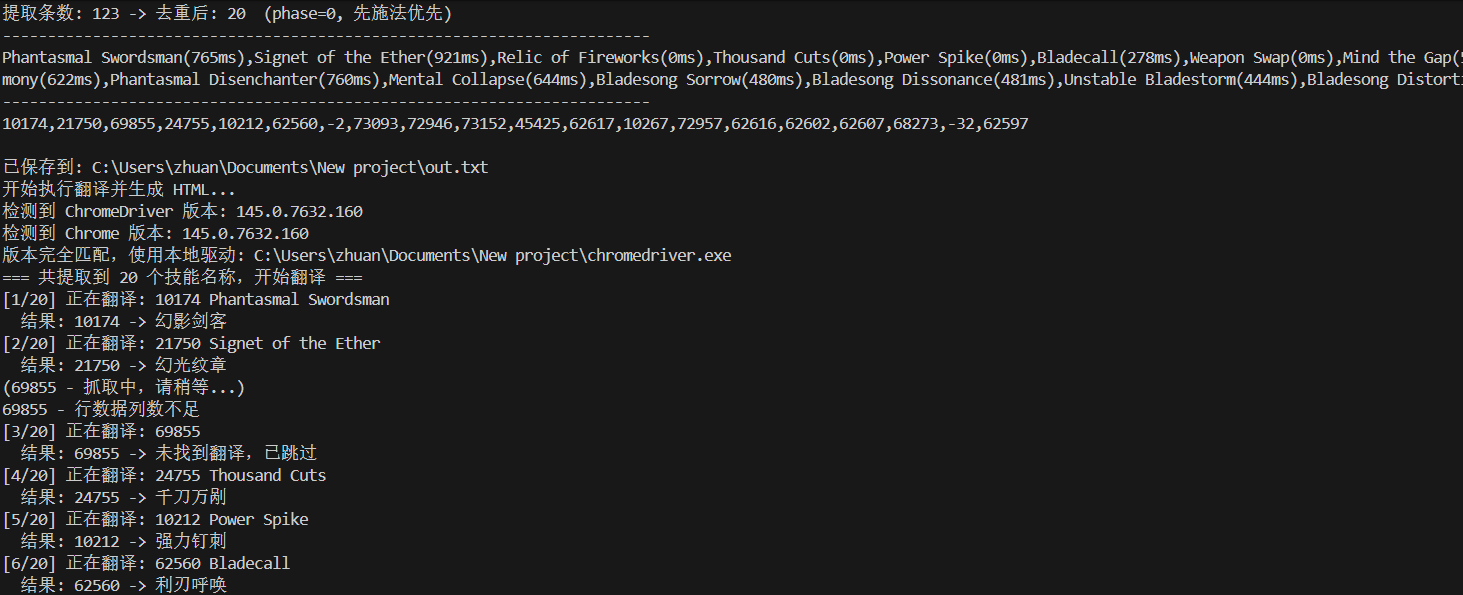 提取条数: 123 -> 去重后: 20  (phase=0, 先施法优先)
-----------------------------------------------------------------------
Phantasmal Swordsman(765ms),Signet of the Ether(921ms),Relic of Fireworks(0ms),Thousand Cuts(0ms),Power Spike(0ms),Bladecall(278ms),Weapon Swap(0ms),Mind the Gap(
mony(622ms),Phantasmal Disenchanter(760ms),Mental Collapse(644ms),Bladesong Sorrow(480ms),Bladesong Dissonance(481ms),Unstable Bladestorm(444ms),Bladesong Distorti
-----------------------------------------------------------------------
10174,21750,69855,24755,10212,62560,-2,73093,72946,73152,45425,62617,10267,72957,62616,62602,62607,68273,-32,62597
已保存到: C:\Users\zhuan\Documents\New project\out.txt
开始执行翻译并生成 HTML...
检测到 ChromeDriver 版本: 145.0.7632.160
检测到 Chrome 版本: 145.0.7632.160
版本完全匹配，使用本地驱动: C:\Users\zhuan\Documents\New project\chromedriver.exe
=== 共提取到 20 个技能名称，开始翻译 ===
[1/20] 正在翻译: 10174 Phantasmal Swordsman
  结果: 10174 -> 幻影剑客
[2/20] 正在翻译: 21750 Signet of the Ether
  结果: 21750 -> 幻光纹章
(69855 - 抓取中，请稍等...)
69855 - 行数据列数不足
[3/20] 正在翻译: 69855
  结果: 69855 -> 未找到翻译，已跳过
[4/20] 正在翻译: 24755 Thousand Cuts
  结果: 24755 -> 千刀万剐
[5/20] 正在翻译: 10212 Power Spike
  结果: 10212 -> 强力钉刺
[6/20] 正在翻译: 62560 Bladecall
  结果: 62560 -> 利刃呼唤